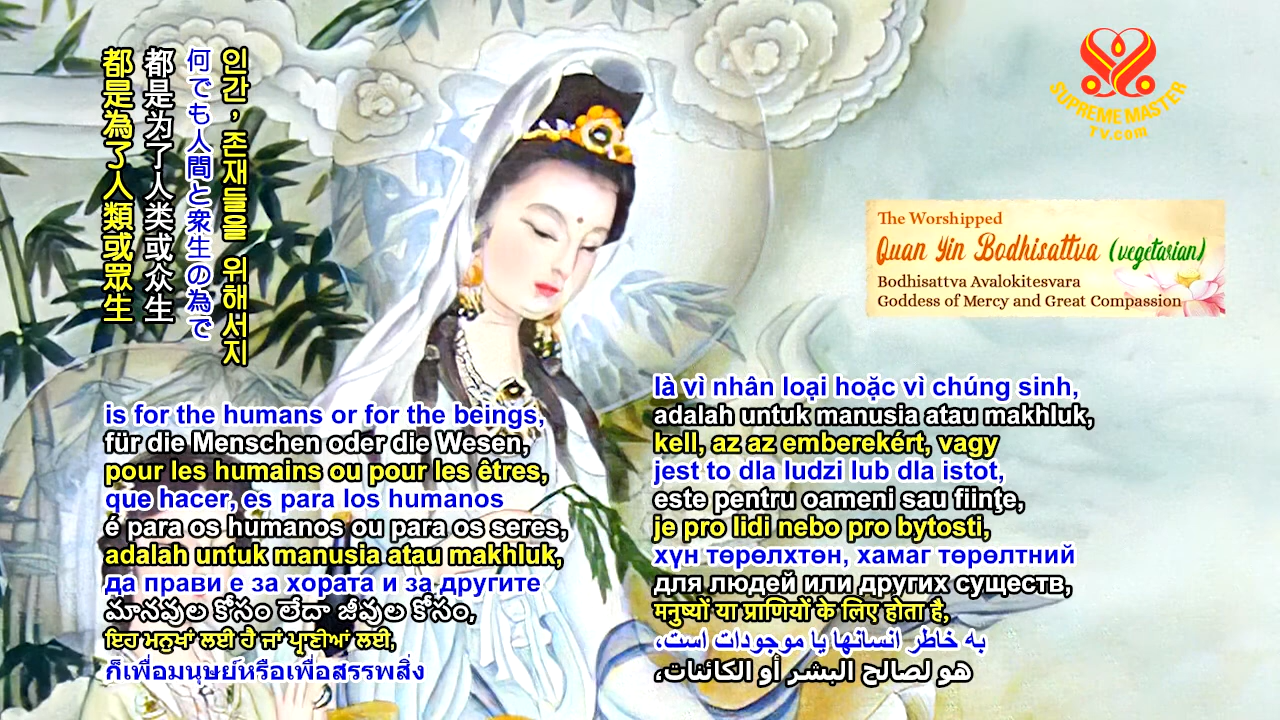 인간, 존재들을 위해서지
何でも人間と衆生の為で
都是为了人类或众生
都是為了人類或眾生
SUPREME MASTER
TV.com
The Worshipped
Quan Yin Bodhisattva (vegetarian)
Bodhisattva Avalokitesvara
Goddess of Mercy and Great Compassion
is for the humans or for the beings,
für die Menschen oder die Wesen,
pour les humains ou pour les êtres,
que hacer, es para los humanos
é para os humanos ou para os seres,
adalah untuk manusia atau makhluk,
да прави е за хората и за другите
మానవుల కోసం లేదా జీవుల కోసం,
ਇਹ ਮਨੁਖਾਂ ਲਈ ਹੈ ਜਾਂ ਪ੍ਰਾਣੀਆਂ ਲਈ,
ก็เพื่อมนุษย์หรือเพื่อสรรพสิ่ง
là vì nhân loại hoặc vì chúng sinh,
adalah untuk manusia atau makhluk,
kell, az az emberekért, vagy
jest to dla ludzi lub dla istot,
este pentru oameni sau fiinţe,
je pro lidi nebo pro bytosti,
хүн төрөлхтөн, хамаг төрөлтний
для людей или других существ,
मनुष्यों या प्राणियों के लिए होता है,
به خاطر انسانها یا موجودات است،
هو لصالح البشر أو الكائنات،